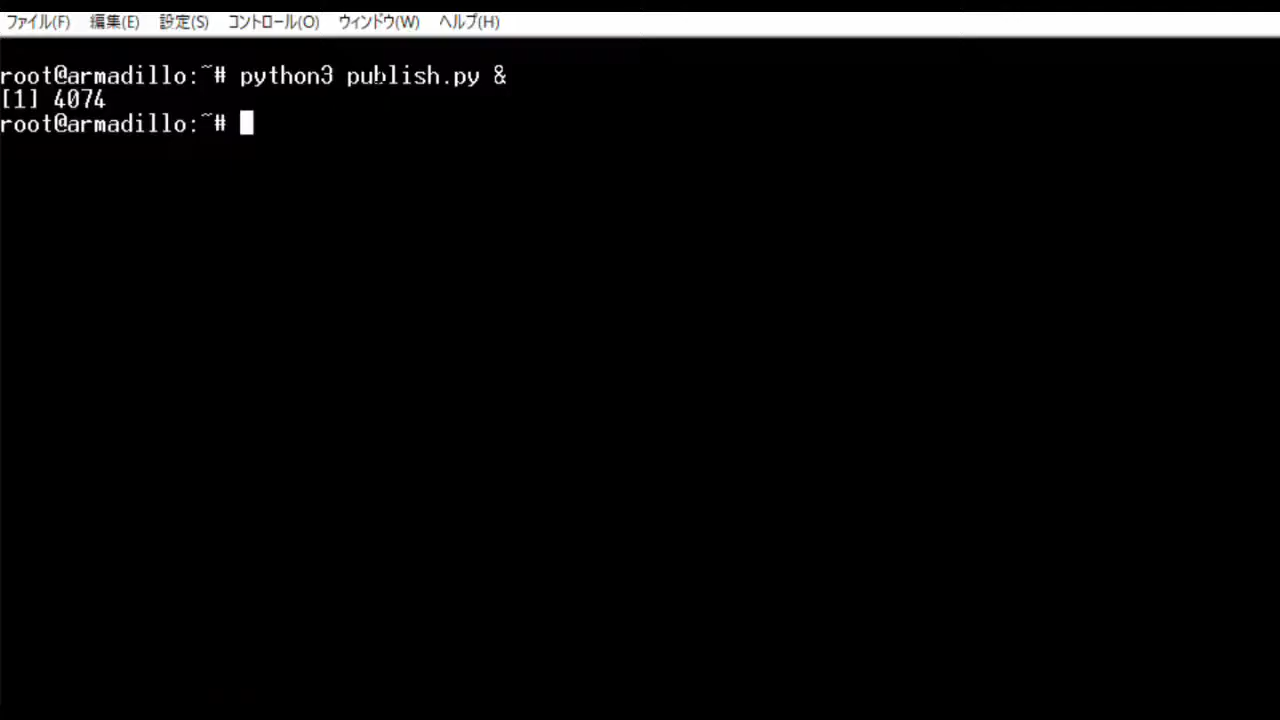 ファイル(F) 編集(E) 設定(S) コントロール(O) ウィンドウ(W) ヘルプ(H)
root@armadillo:~# python3 publish.py &
[1] 4074
root@armadillo:~#